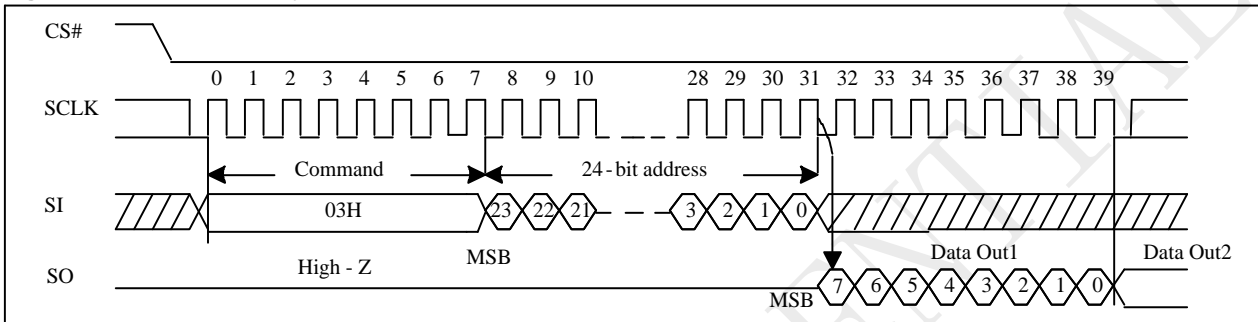 CS#
0 1 2 3 4 5 6 7 8 9 10 28 29 30 31 32 33 34 35 36 37 38 39
SCLK
Command 24-bit address
SI 03H 23 22 21 3 2 1 0
MSB Data Out1 Data Out2
High - Z
SO 7 6 5 4 3 2 1 0
MSB